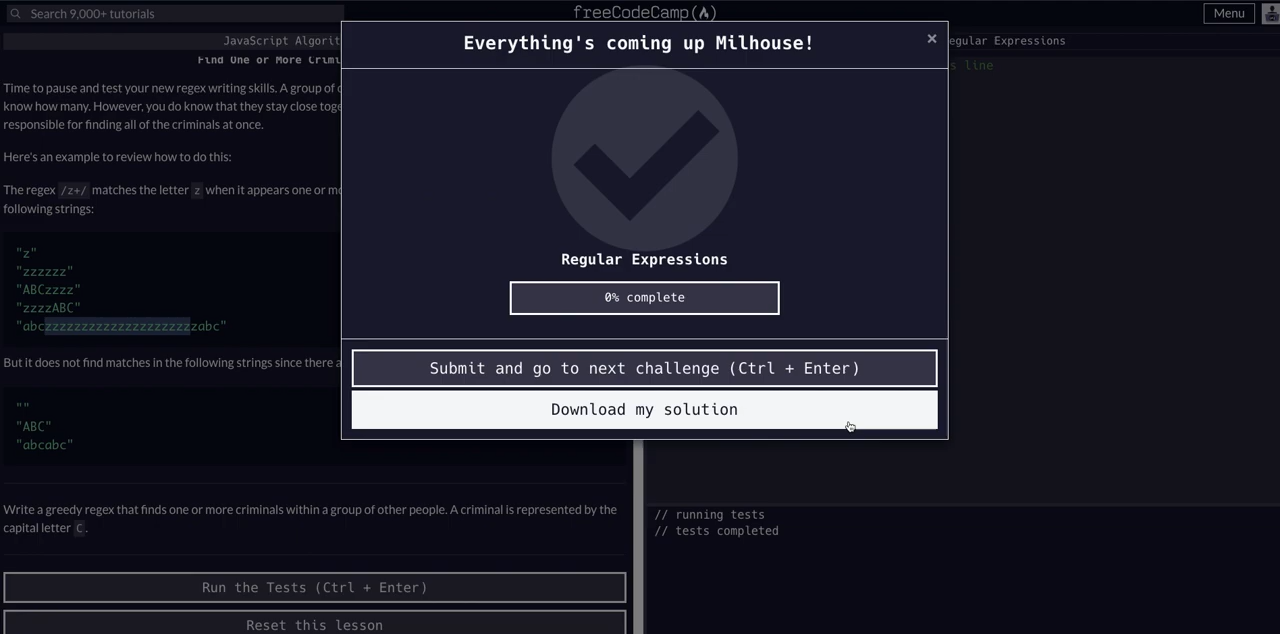 Search 9,000+ tutorials
freeCodeCamp
Menu
JavaScript Algorit
egular Expressions
Find One or More Crimi
Time to pause and test your new regex writing skills. A group of
know how many. However, you do know that they stay close
responsible for finding all of the criminals at once.
Here's an example to review how to do this:
The regex /z+/ matches the letter z when it appears one or
following strings:
"z"
"zzzzzz"
"ABCzzzz"
"zzzzABC"
"abczzzzzzzzzzzzzzzzzzzzzabc"
But it does not find matches in the following strings since there
""
"ABC"
"abcabc"
Write a greedy regex that finds one or more criminals within a group of other people. A criminal is represented by the
capital letter C.
Run the Tests (Ctrl + Enter)
Reset this lesson
Everything's coming up Milhouse!
×
Regular Expressions
0% complete
Submit and go to next challenge (Ctrl + Enter)
Download my solution
s line
// running tests
// tests completed